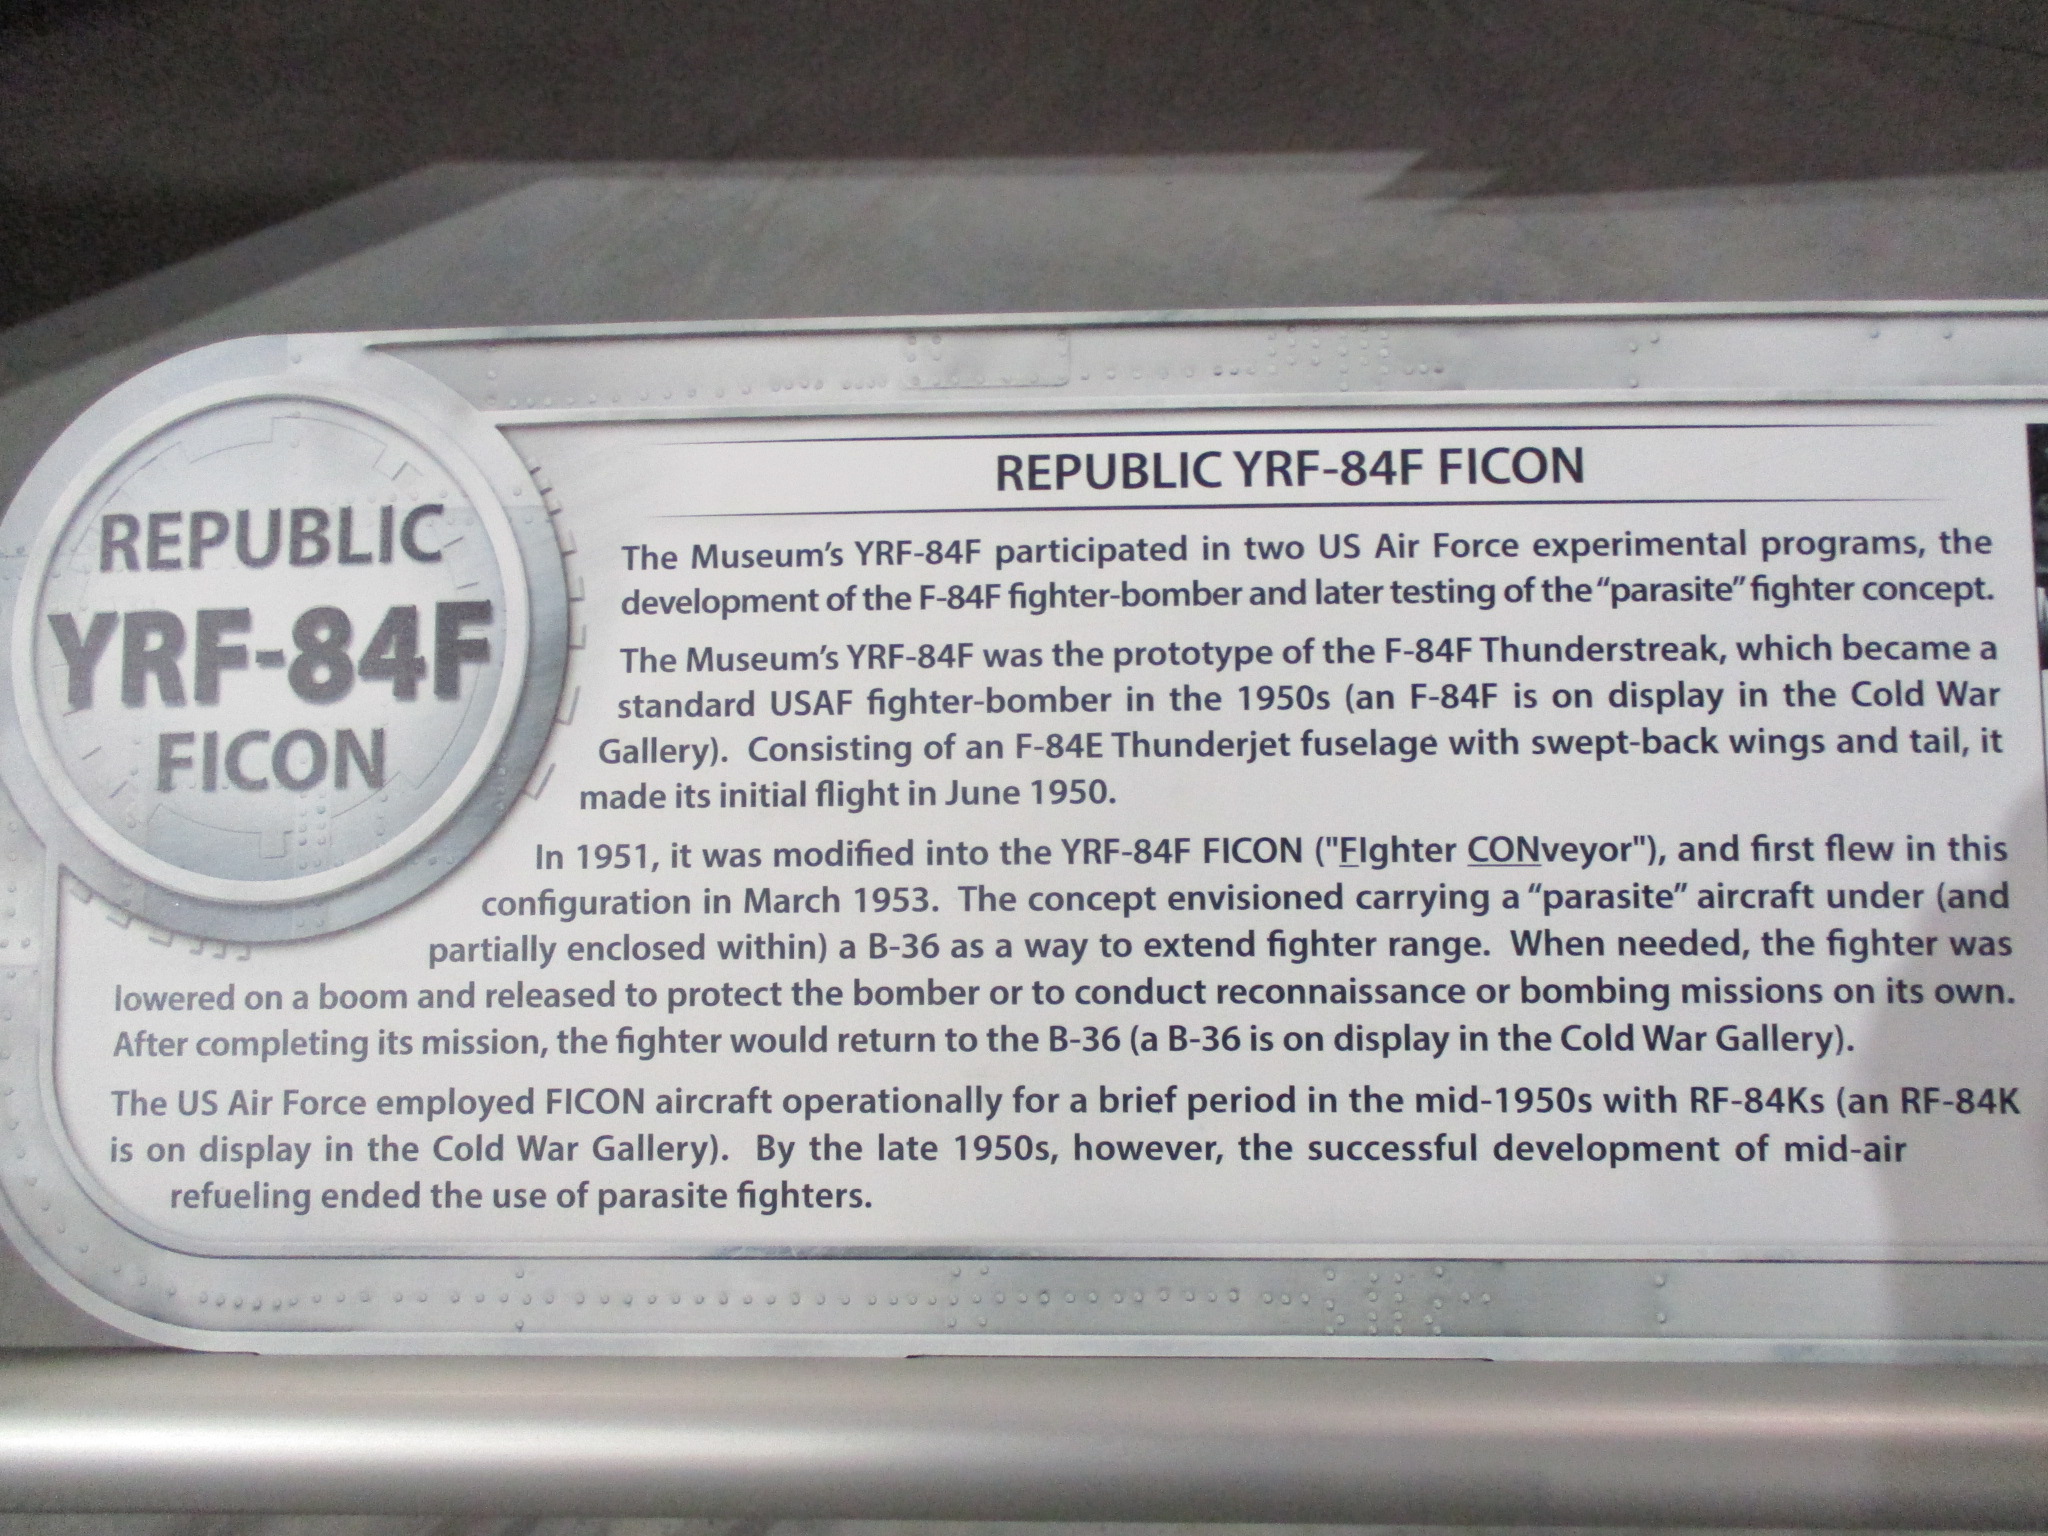 REPUBLIC
YRF-84F
FICON
REPUBLIC YRF-84F FICON
The Museum's YRF-84F participated in two US Air Force experimental programs, the
development of the F-84F fighter-bomber and later testing of the "parasite" fighter concept.
The Museum's YRF-84F was the prototype of the F-84F Thunderstreak, which became a
standard USAF fighter-bomber in the 1950s (an F-84F is on display in the Cold War
Gallery). Consisting of an F-84E Thunderjet fuselage with swept-back wings and tail, it
made its initial flight in June 1950.
In 1951, it was modified into the YRF-84F FICON ("FIghter CONveyor"), and first flew in this
configuration in March 1953. The concept envisioned carrying a "parasite" aircraft under (and
partially enclosed within) a B-36 as a way to extend fighter range. When needed, the fighter was
lowered on a boom and released to protect the bomber or to conduct reconnaissance or bombing missions on its own.
After completing its mission, the fighter would return to the B-36 (a B-36 is on display in the Cold War Gallery).
The US Air Force employed FICON aircraft operationally for a brief period in the mid-1950s with RF-84Ks (an RF-84K
is on display in the Cold War Gallery). By the late 1950s, however, the successful development of mid-air
refueling ended the use of parasite fighters.